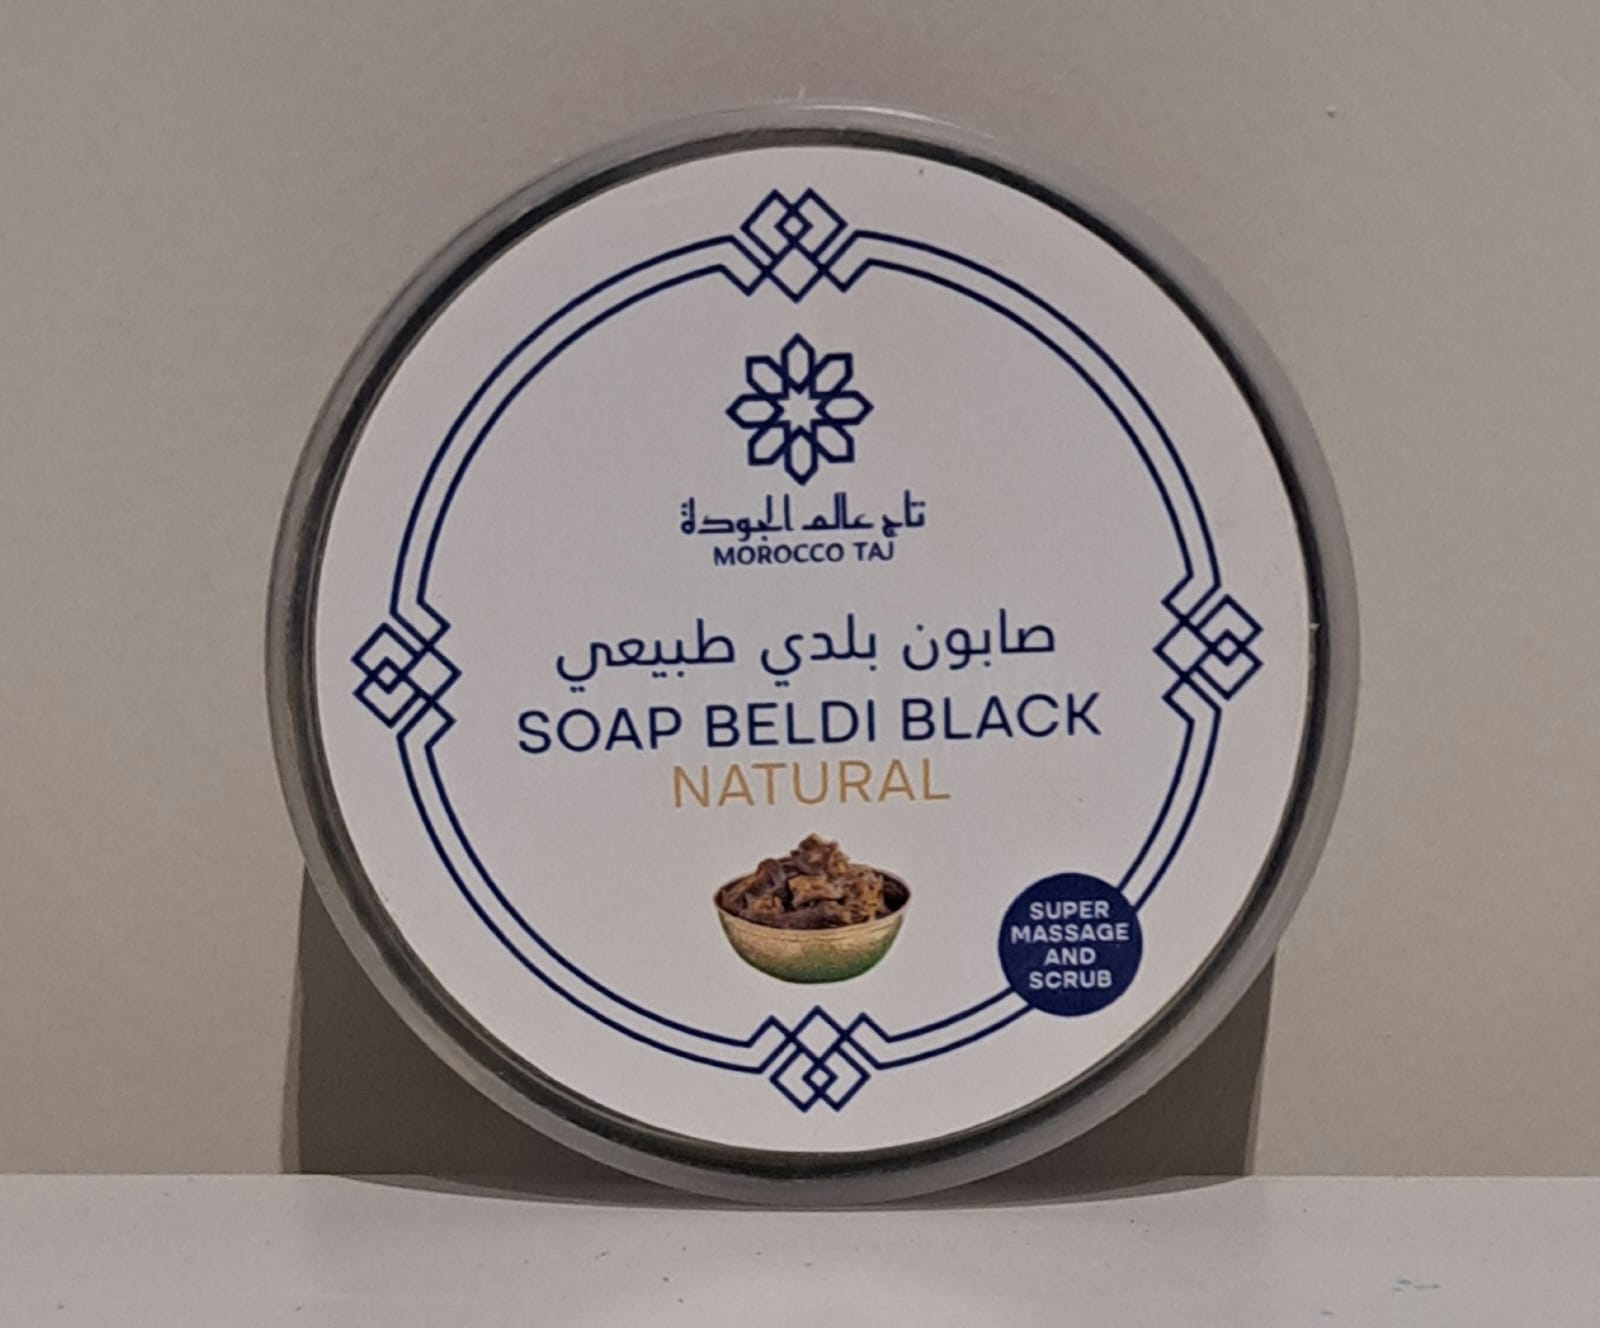 تاج عالم الجودة
MOROCCO TAJ
صابون بلدي طبيعي
SOAP BELDI BLACK
NATURAL
SUPER
MASSAGE
AND
SCRUB